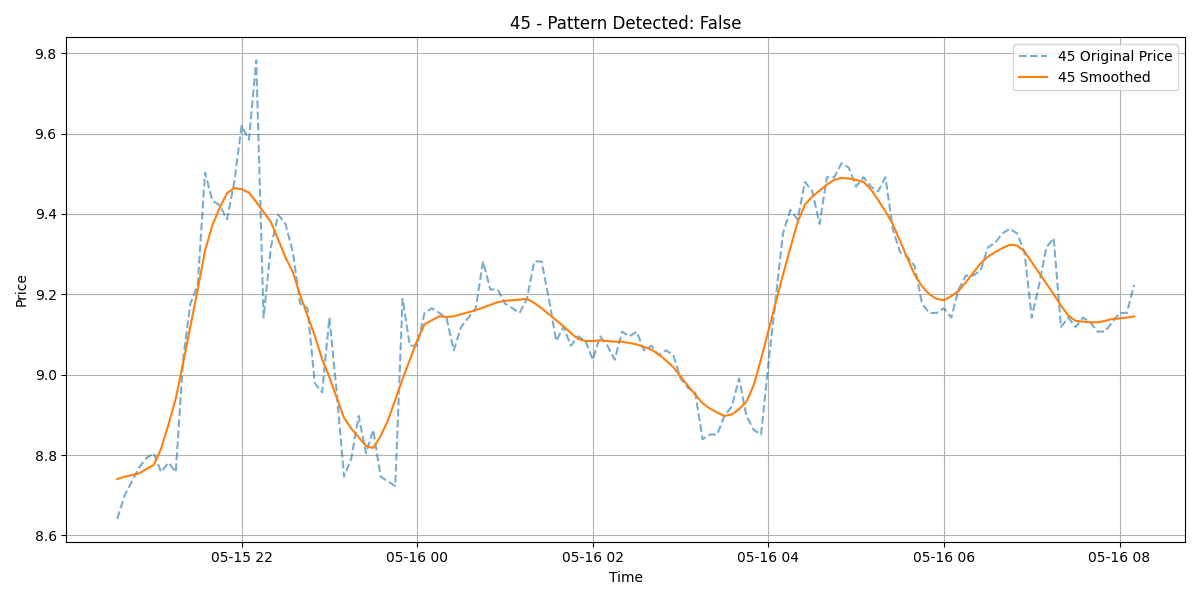 45 - Pattern Detected: False
45 Original Price
45 Smoothed
Price
9.8
9.6
9.4
9.2
9.0
8.8
8.6
05-15 22
05-16 00
05-16 02
05-16 04
05-16 06
05-16 08
Time